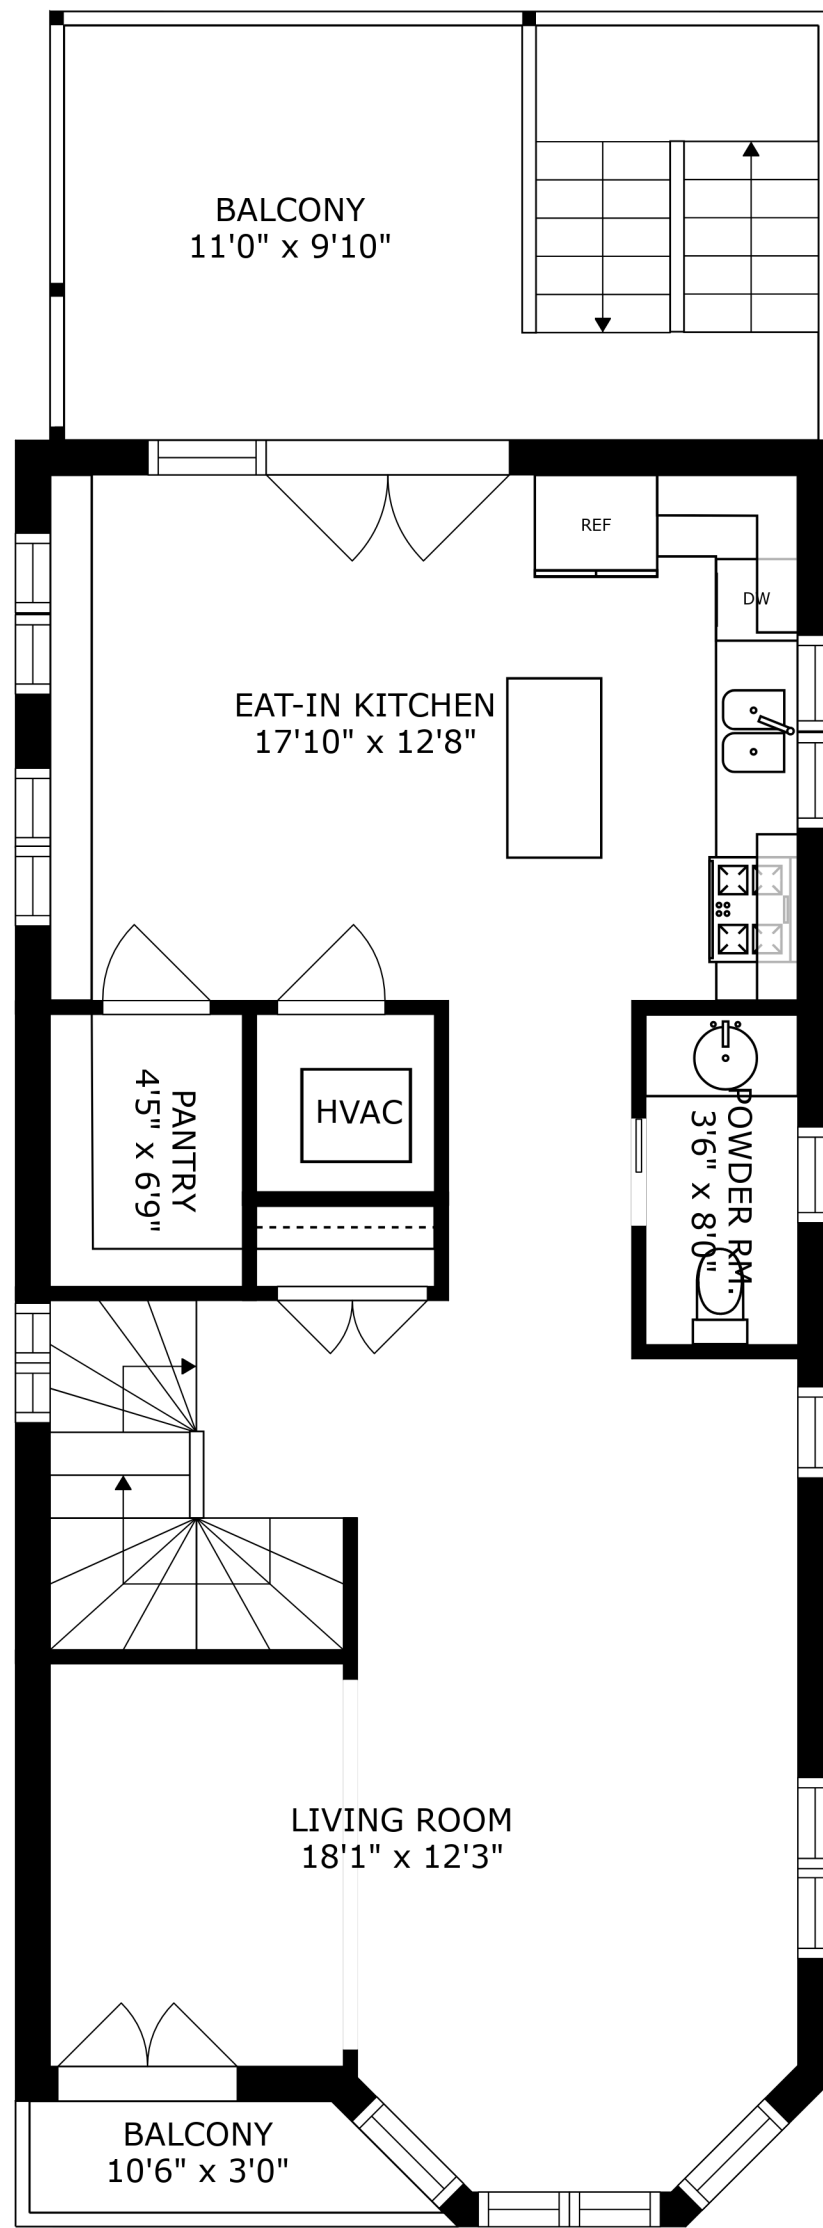 BALCONY
11'0" x 9'10"
REF
DW
EAT-IN KITCHEN
17'10" x 12'8"
PANTRY
4'5" x 6'9"
HVAC
POWDER RM.
3'6" x 8'0"
LIVING ROOM
18'1" x 12'3"
BALCONY
10'6" x 3'0"